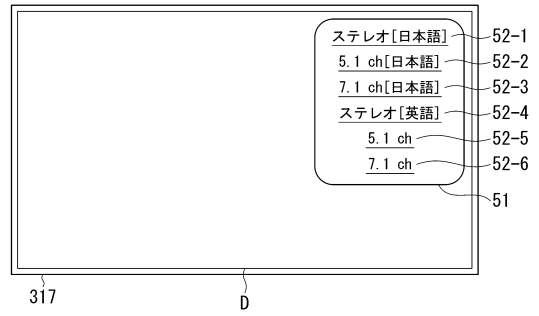 ステレオ[日本語] 52-1
5.1 ch[日本語] 52-2
7.1 ch[日本語] 52-3
ステレオ[英語] 52-4
5.1 ch 52-5
7.1 ch 52-6
51
317
D